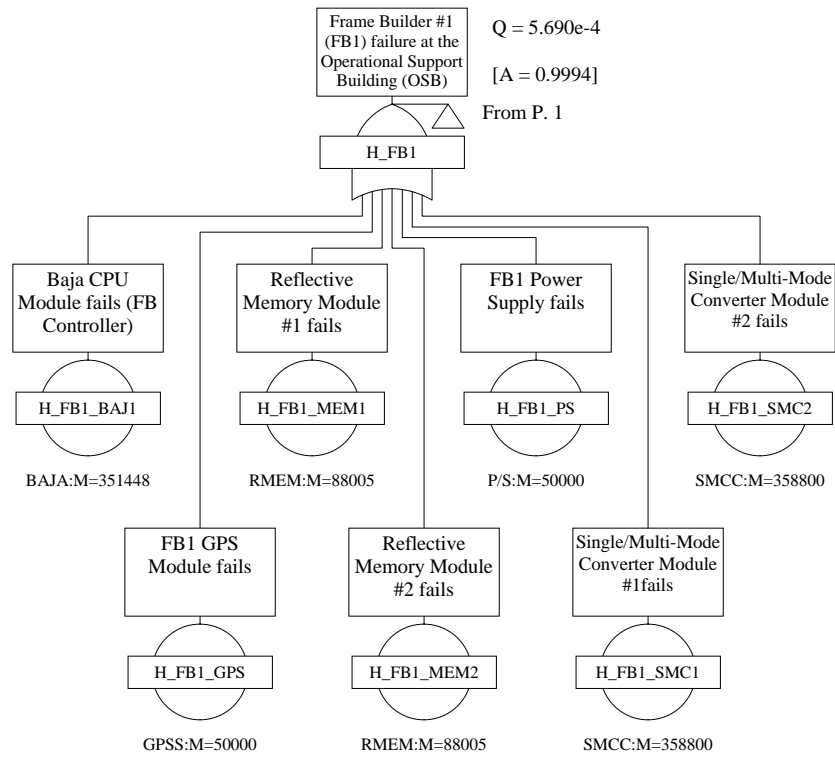 Frame Builder #1
(FB1) failure at the
Operational Support
Building (OSB)
Q = 5.690e-4
[A = 0.9994]
From P. 1
H_FB1
Baja CPU
Module fails (FB
Controller)
H_FB1_BAJ1
BAJA:M=351448
Reflective
Memory Module
#1 fails
H_FB1_MEM1
RMEM:M=88005
FB1 Power
Supply fails
H_FB1_PS
P/S:M=50000
Single/Multi-Mode
Converter Module
#2 fails
H_FB1_SMC2
SMCC:M=358800
FB1 GPS
Module fails
H_FB1_GPS
GPSS:M=50000
Reflective
Memory Module
#2 fails
H_FB1_MEM2
RMEM:M=88005
Single/Multi-Mode
Converter Module
#1fails
H_FB1_SMC1
SMCC:M=358800